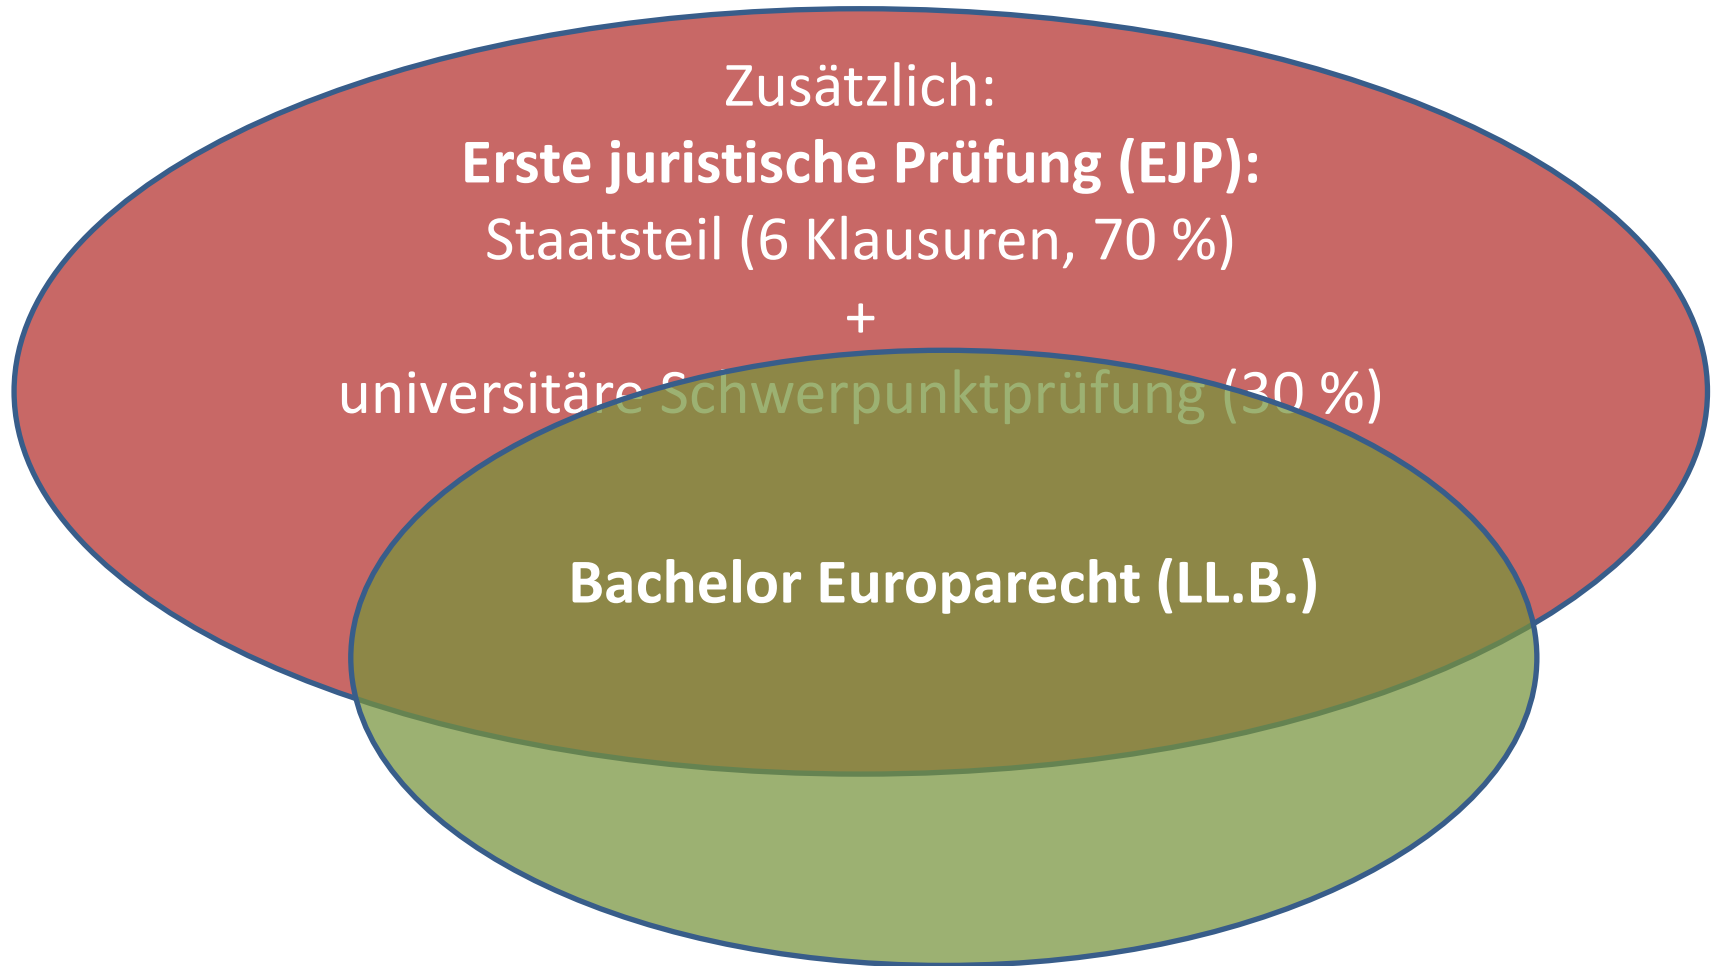 Zusätzlich:
Erste juristische Prüfung (EJP):
Staatsteil (6 Klausuren, 70 %)
+
universitäre Schwerpunktprüfung (30 %)
Bachelor Europarecht (LL.B.)